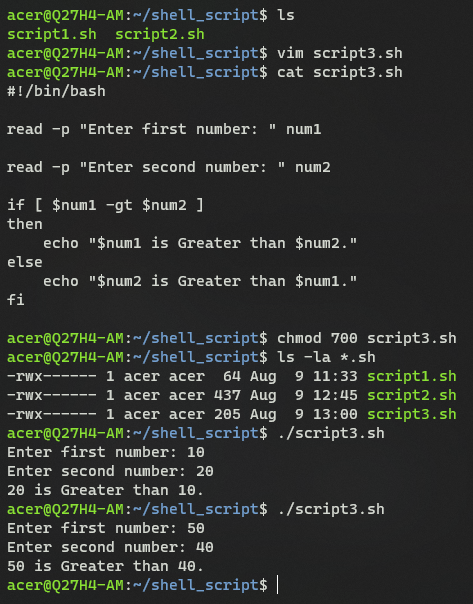 acer@Q27H4-AM:~/shell_script$ ls
script1.sh  script2.sh
acer@Q27H4-AM:~/shell_script$ vim script3.sh
acer@Q27H4-AM:~/shell_script$ cat script3.sh
#!/bin/bash

read -p "Enter first number: " num1

read -p "Enter second number: " num2

if [ $num1 -gt $num2 ]
then
    echo "$num1 is Greater than $num2."
else
    echo "$num2 is Greater than $num1."
fi

acer@Q27H4-AM:~/shell_script$ chmod 700 script3.sh
acer@Q27H4-AM:~/shell_script$ ls -la *.sh
-rwx------ 1 acer acer  64 Aug  9 11:33 script1.sh
-rwx------ 1 acer acer 437 Aug  9 12:45 script2.sh
-rwx------ 1 acer acer 205 Aug  9 13:00 script3.sh
acer@Q27H4-AM:~/shell_script$ ./script3.sh
Enter first number: 10
Enter second number: 20
20 is Greater than 10.
acer@Q27H4-AM:~/shell_script$ ./script3.sh
Enter first number: 50
Enter second number: 40
50 is Greater than 40.
acer@Q27H4-AM:~/shell_script$